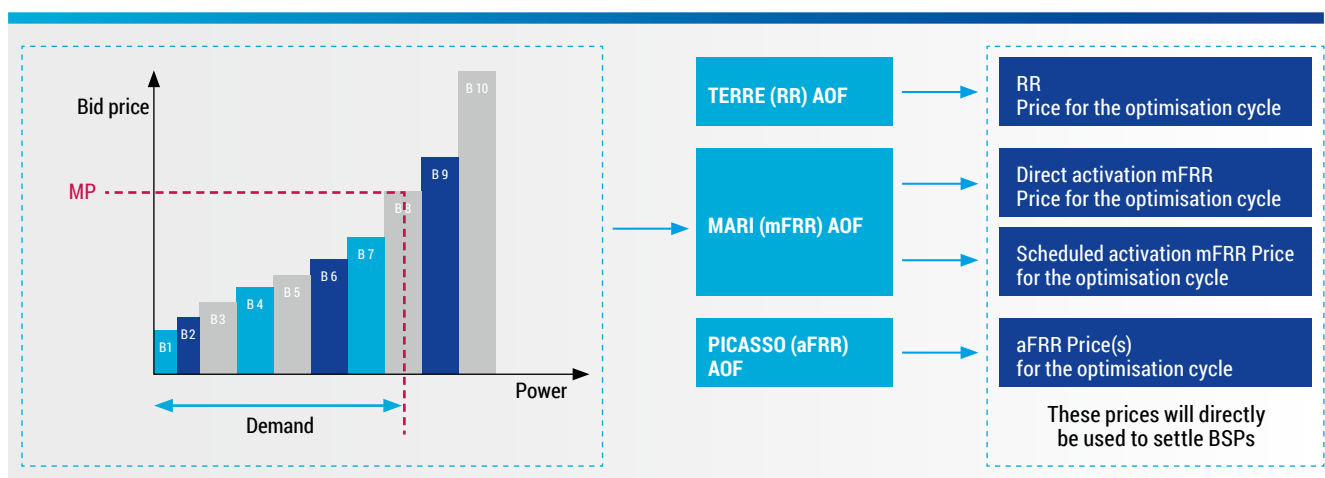 Bid price
MP
B1
B2
B3
B 4
B 5
B 6
B 7
B 8
B 9
B 10
Power
Demand
TERRE (RR) AOF
MARI (mFRR) AOF
PICASSO (aFRR)
AOF
RR
Price for the optimisation cycle
Direct activation mFRR
Price for the optimisation cycle
Scheduled activation mFRR Price
for the optimisation cycle
aFRR Price(s)
for the optimisation cycle
These prices will directly
be used to settle BSPs